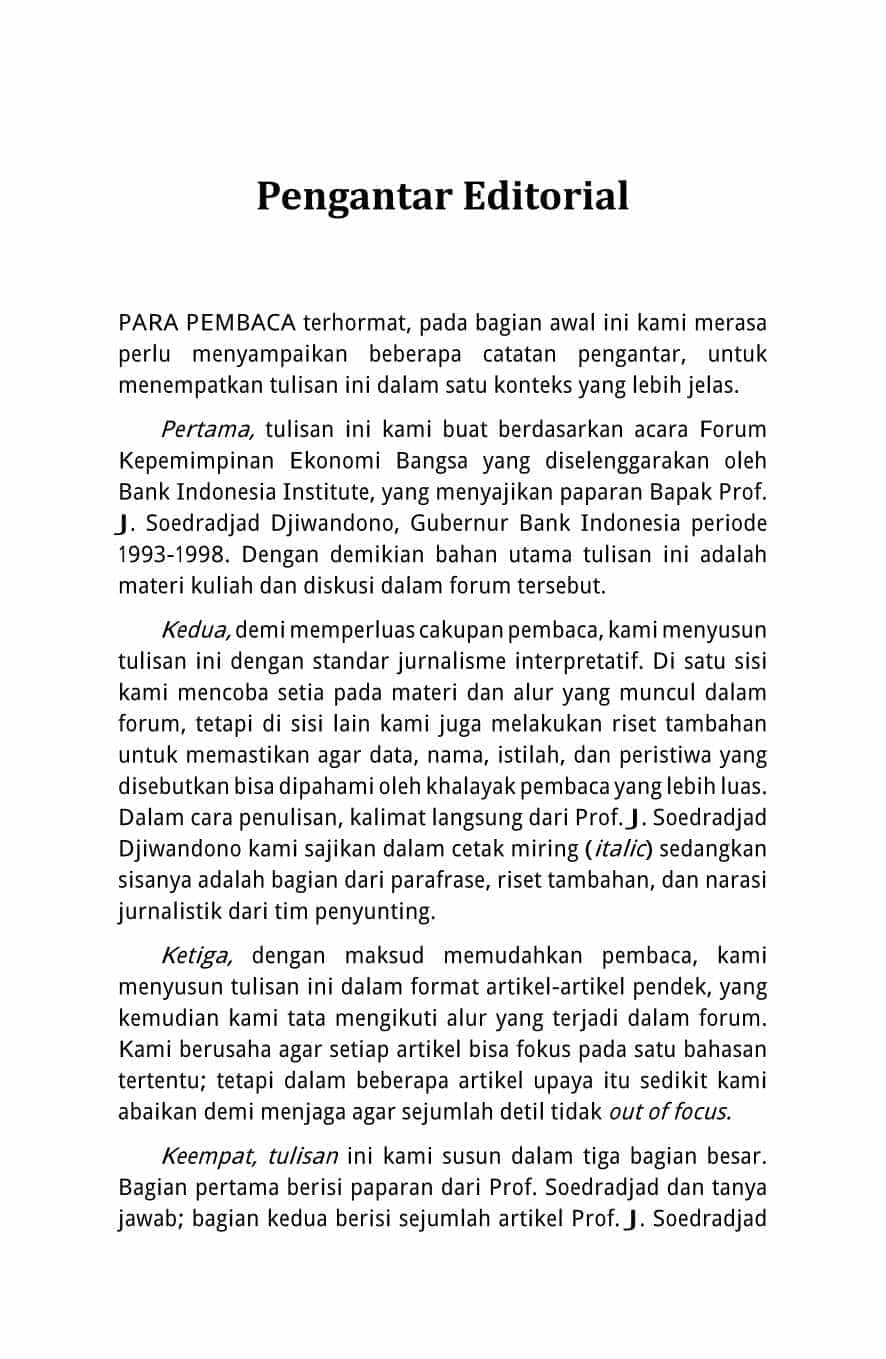 Pengantar Editorial
PARA PEMBACA terhormat, pada bagian awal ini kami merasa
perlu menyampaikan beberapa catatan pengantar, untuk
menempatkan tulisan ini dalam satu konteks yang lebih jelas.
Pertama, tulisan ini kami buat berdasarkan acara Forum
Kepemimpinan Ekonomi Bangsa yang diselenggarakan oleh
Bank Indonesia Institute, yang menyajikan paparan Bapak Prof.
J. Soedradjad Djiwandono, Gubernur Bank Indonesia periode
1993-1998. Dengan demikian bahan utama tulisan ini adalah
materi kuliah dan diskusi dalam forum tersebut.
Kedua, demi memperluas cakupan pembaca, kami menyusun
tulisan ini dengan standar jurnalisme interpretatif. Di satu sisi
kami mencoba setia pada materi dan alur yang muncul dalam
forum, tetapi di sisi lain kami juga melakukan riset tambahan
untuk memastikan agar data, nama, istilah, dan peristiwa yang
disebutkan bisa dipahami oleh khalayak pembaca yang lebih luas.
Dalam cara penulisan, kalimat langsung dari Prof. J. Soedradjad
Djiwandono kami sajikan dalam cetak miring (italic) sedangkan
sisanya adalah bagian dari parafrase, riset tambahan, dan narasi
jurnalistik dari tim penyunting.
Ketiga, dengan maksud memudahkan pembaca, kami
menyusun tulisan ini dalam format artikel-artikel pendek, yang
kemudian kami tata mengikuti alur yang terjadi dalam forum.
Kami berusaha agar setiap artikel bisa fokus pada satu bahasan
tertentu; tetapi dalam beberapa artikel upaya itu sedikit kami
abaikan demi menjaga agar sejumlah detil tidak out of focus.
Keempat, tulisan ini kami susun dalam tiga bagian besar.
Bagian pertama berisi paparan dari Prof. Soedradjad dan tanya
jawab; bagian kedua berisi sejumlah artikel Prof. J. Soedradjad